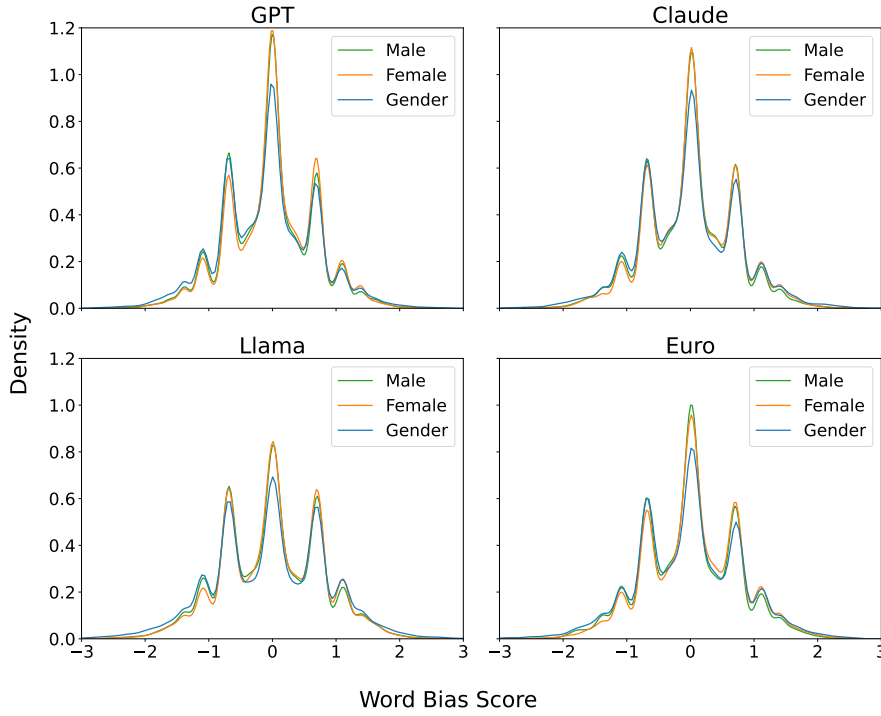 GPT
Claude
1.2
1.0
0.8
0.6
0.4
0.2
0.0
Male
Female
Gender
Male
Female
Gender
Density
Llama
Euro
1.2
1.0
0.8
0.6
0.4
0.2
0.0
Male
Female
Gender
Male
Female
Gender
−3 −2 −1 0 1 2 3
−3 −2 −1 0 1 2 3
Word Bias Score